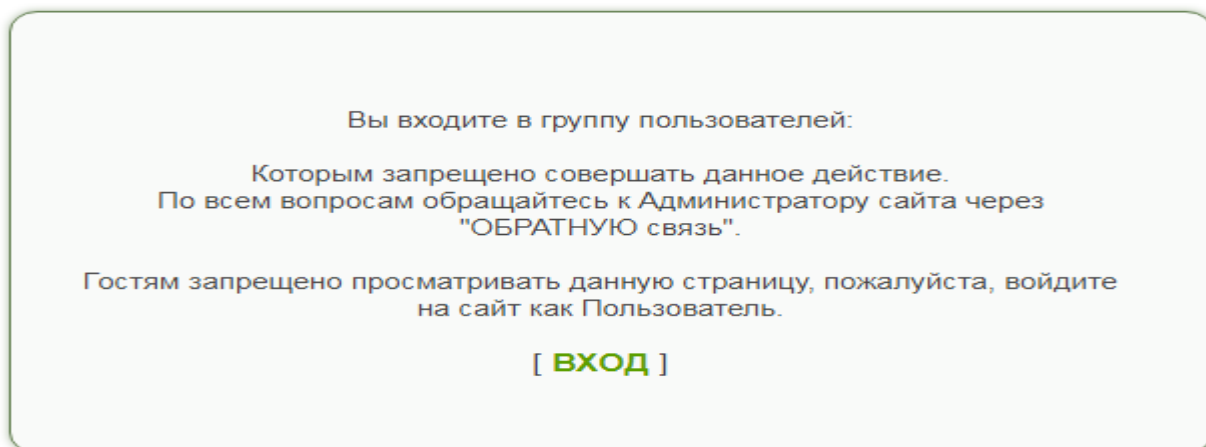 Вы входите в группу пользователей:
Которым запрещено совершать данное действие.
По всем вопросам обращайтесь к Администратору сайта через
"ОБРАТНУЮ связь".
Гостям запрещено просматривать данную страницу, пожалуйста, войдите
на сайт как Пользователь.
[ ВХОД ]